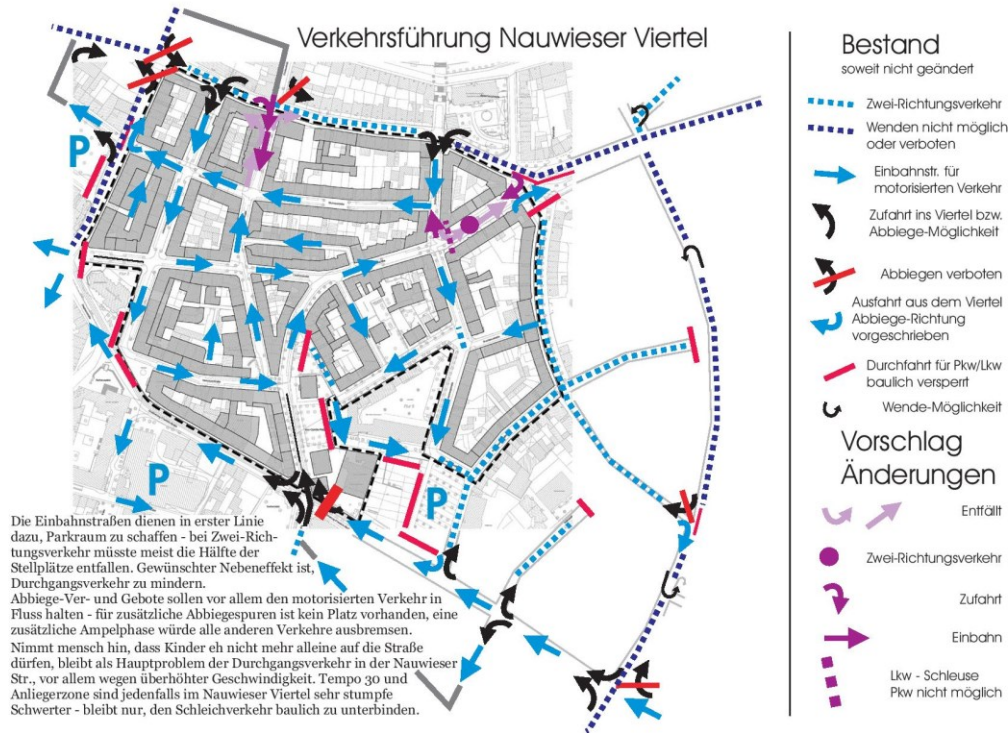 Verkehrsführung Nauwieser Viertel
P
P
P
Die Einbahnstraßen dienen in erster Linie
dazu, Parkraum zu schaffen - bei Zwei-Rich-
tungsverkehr müsste meist die Hälfte der
Stellplätze entfallen. Gewünschter Nebeneffekt ist,
Durchgangsverkehr zu mindern.
Abbiege-Ver- und Gebote sollen vor allem den motorisierten Verkehr in
Fluss halten - für zusätzliche Abbiegespuren ist kein Platz vorhanden, eine
zusätzliche Ampelphase würde alle anderen Verkehre ausbremsen.
Nimmt mensch hin, dass Kinder eh nicht mehr alleine auf die Straße
dürfen, bleibt als Hauptproblem der Durchgangsverkehr in der Nauwieser
Str., vor allem wegen überhöhter Geschwindigkeit. Tempo 30 und
Anliegerzone sind jedenfalls im Nauwieser Viertel sehr stumpfe
Schwerter - bleibt nur, den Schleichverkehr baulich zu unterbinden.
Bestand
soweit nicht geändert
Zwei-Richtungsverkehr
Wenden nicht möglich
oder verboten
Einbahnstr. für
motorisierten Verkehr
Zufahrt ins Viertel bzw.
Abbiege-Möglichkeit
Abbiegen verboten
Ausfahrt aus dem Viertel
Abbiege-Richtung
vorgeschrieben
Durchfahrt für Pkw/Lkw
baulich versperrt
Wende-Möglichkeit
Vorschlag
Änderungen
Entfällt
Zwei-Richtungsverkehr
Zufahrt
Einbahn
Lkw - Schleuse
Pkw nicht möglich